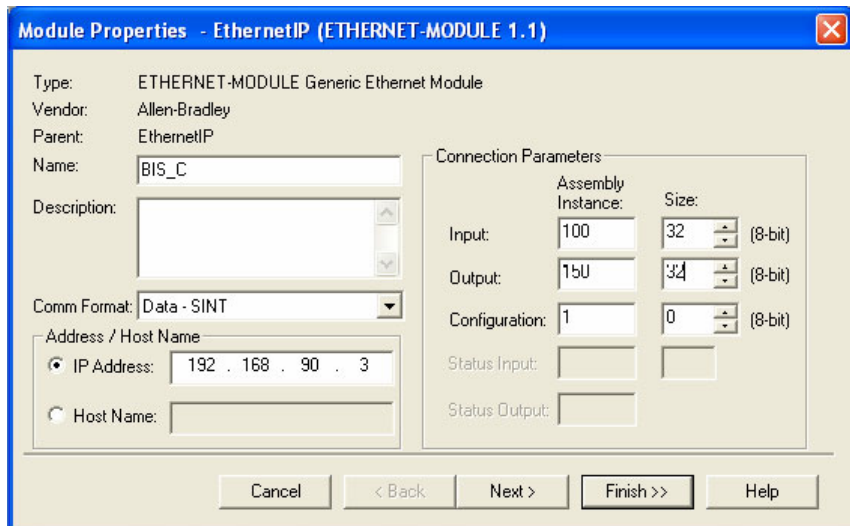 Module Properties - EthernetIP (ETHERNET-MODULE 1.1)
Type: ETHERNET-MODULE Generic Ethernet Module
Vendor: Allen-Bradley
Parent: EthernetIP
Name: BIS_C
Description:
Comm Format: Data - SINT
Address / Host Name
IP Address: 192 . 168 . 90 . 3
Host Name:
Connection Parameters
Assembly Instance: Size:
Input: 100 32 (8-bit)
Output: 150 32 (8-bit)
Configuration: 1 0 (8-bit)
Status Input:
Status Output:
Cancel < Back Next > Finish >> Help